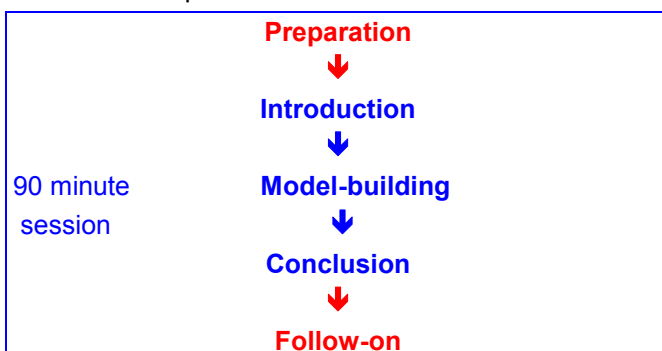 Preparation
Introduction
90 minute Model-building
session
Conclusion
Follow-on